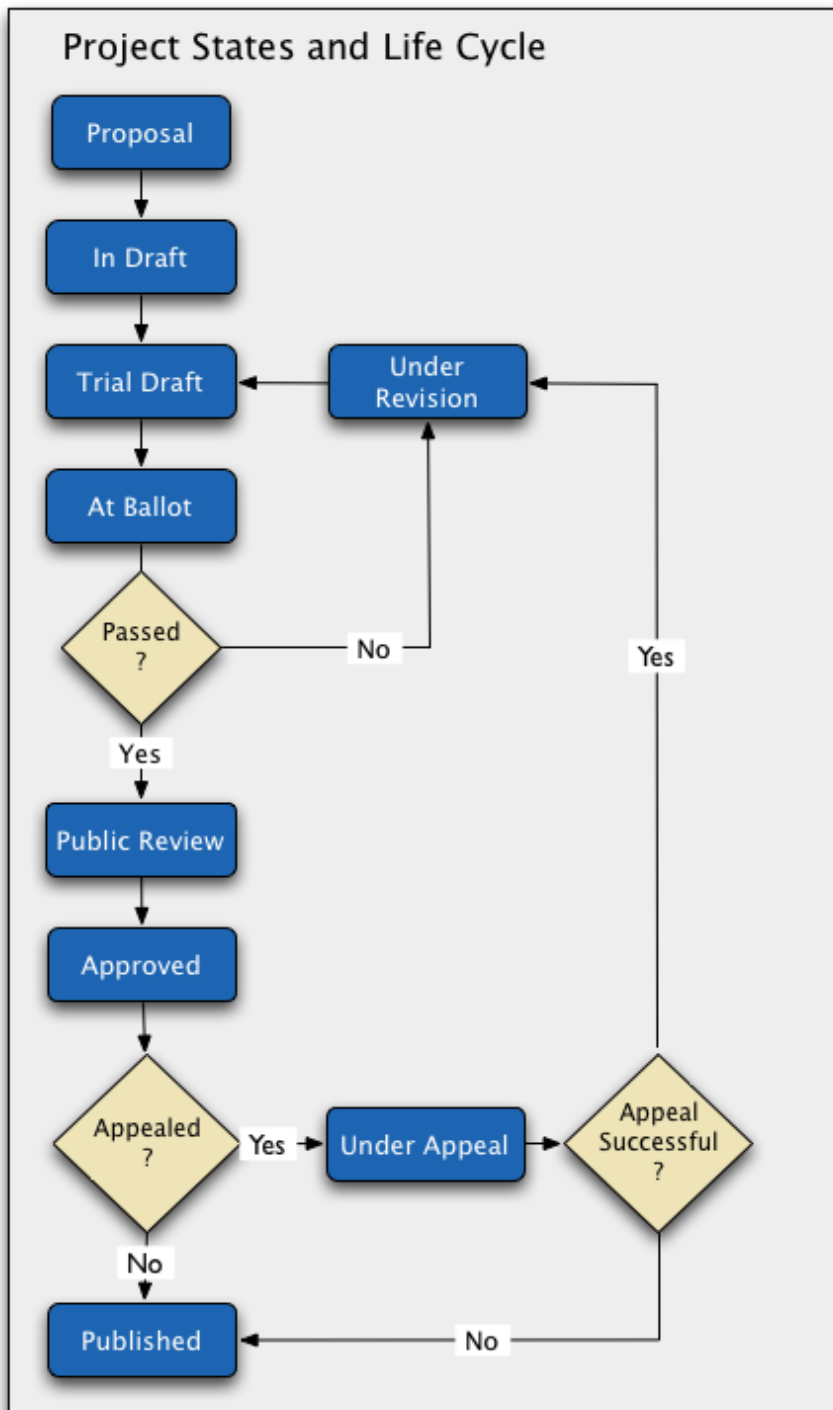 Project States and Life Cycle
Proposal
In Draft
Trial Draft
Under
Revision
At Ballot
Passed
?
No
Yes
Yes
Public Review
Approved
Appealed
?
Yes
Under Appeal
Appeal
Successful
?
No
Published
No